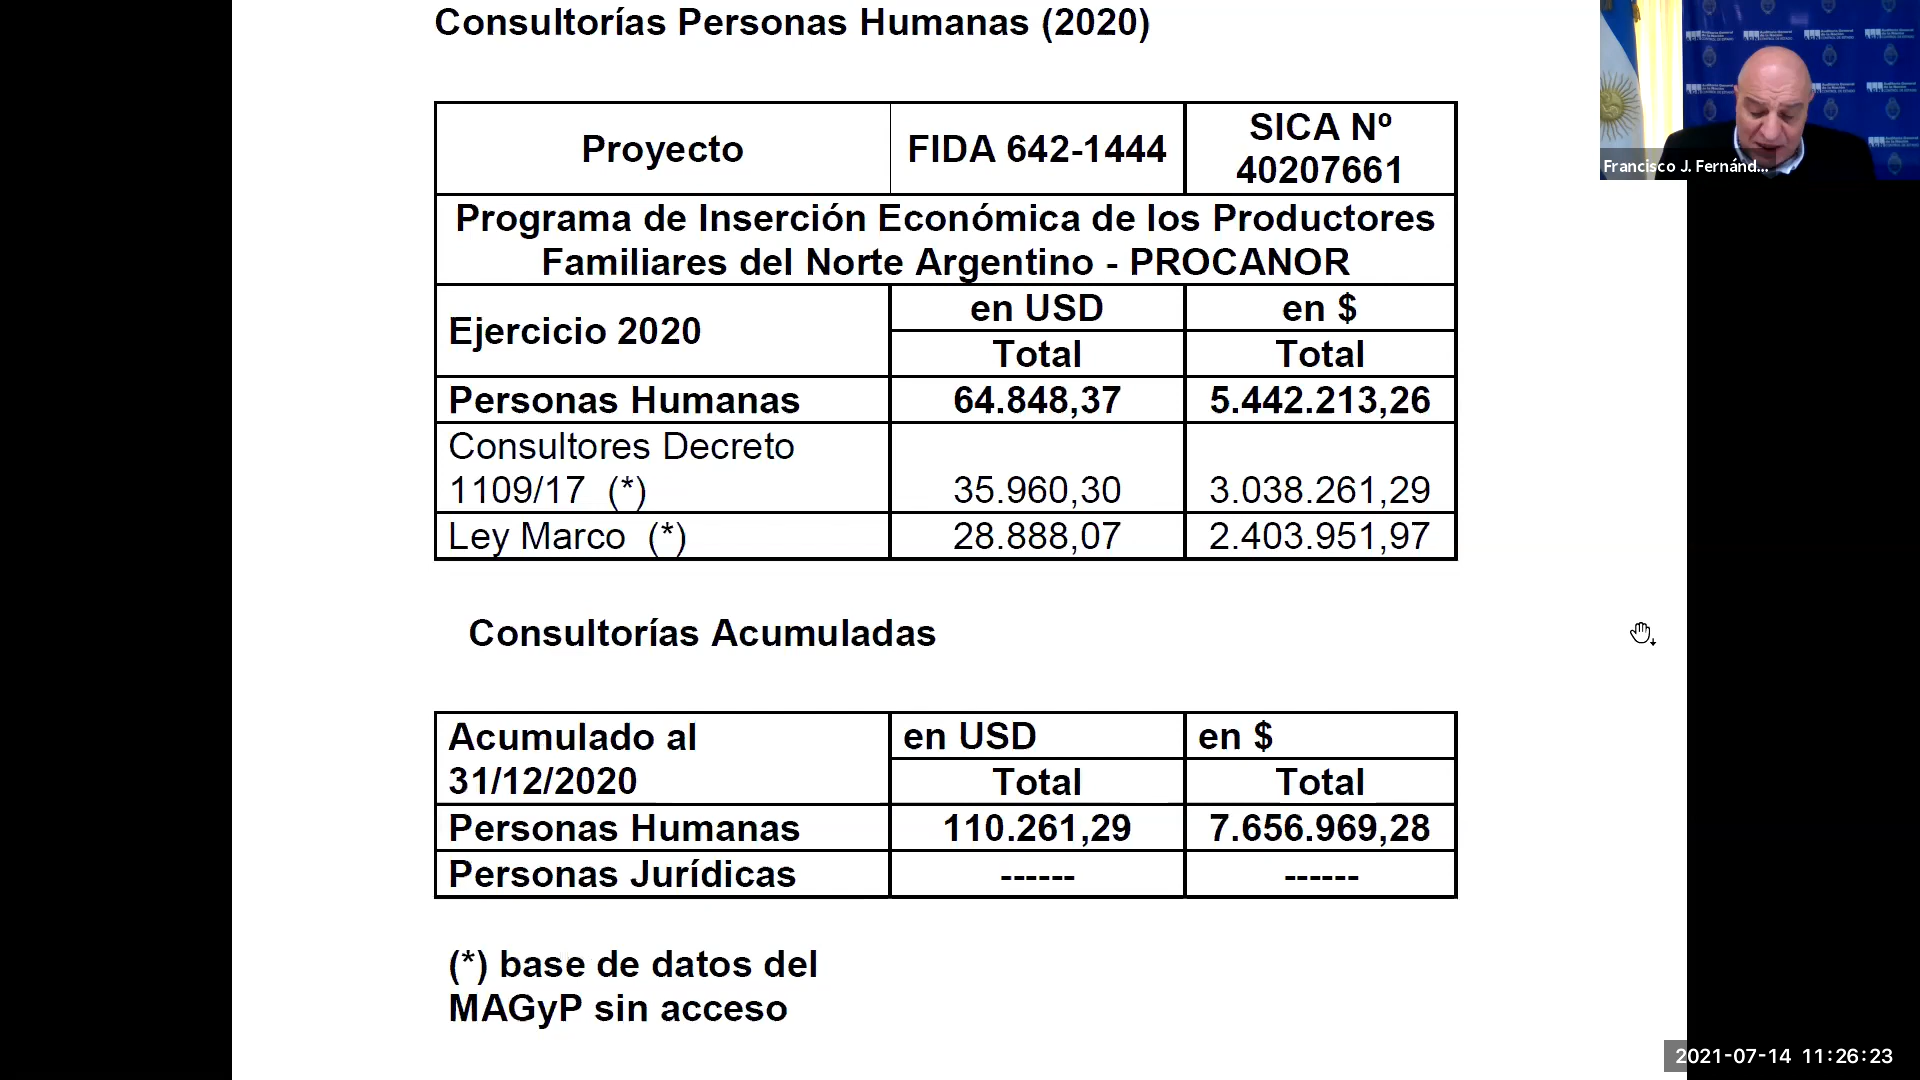 Consultorías Personas Humanas (2020)
Proyecto
FIDA 642-1444
SICA Nº
40207661
Programa de Inserción Económica de los Productores
Familiares del Norte Argentino - PROCANOR
Ejercicio 2020
en USD
en $
Total
Total
Personas Humanas
64.848,37
5.442.213,26
Consultores Decreto
1109/17 (*)
35.960,30
3.038.261,29
Ley Marco (*)
28.888,07
2.403.951,97
Consultorías Acumuladas
Acumulado al
31/12/2020
en USD
en $
Total
Total
Personas Humanas
110.261,29
7.656.969,28
Personas Jurídicas
------
------
(*) base de datos del
MAGyP sin acceso
Francisco J. Fernánd...
2021-07-14 11:26:23